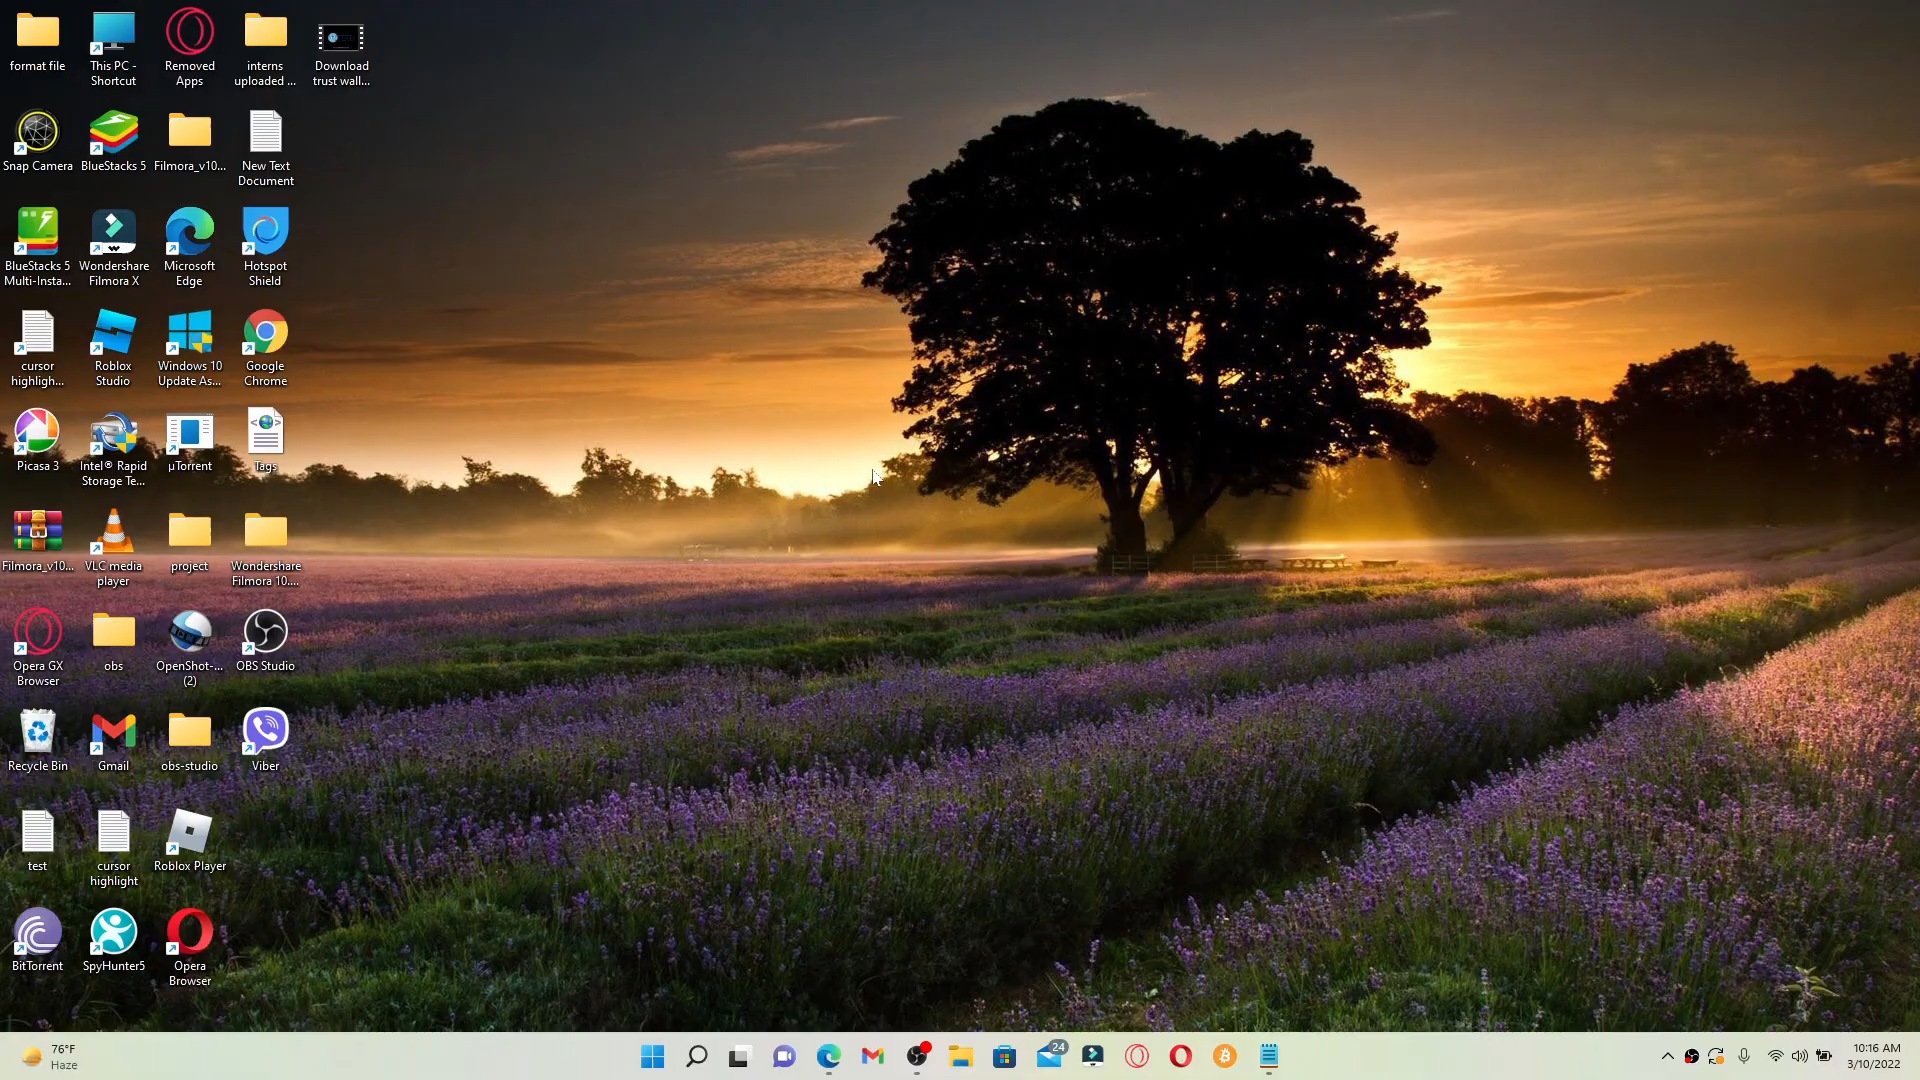 format file
This PC -
Shortcut
Removed
Apps
interns
uploaded ...
Download
trust wall...
Snap Camera
BlueStacks 5
Filmora_v10...
New Text
Document
BlueStacks 5
Multi-Insta...
Wondershare
Filmora X
Microsoft
Edge
Hotspot
Shield
cursor
highligh...
Roblox
Studio
Windows 10
Update As...
Google
Chrome
Picasa 3
Intel® Rapid
Storage Te...
µTorrent
Tags
Filmora_v10...
VLC media
player
project
Wondershare
Filmora 10....
Opera GX
Browser
obs
OpenShot-...
(2)
OBS Studio
Recycle Bin
Gmail
obs-studio
Viber
test
cursor
highlight
Roblox Player
BitTorrent
SpyHunter5
Opera
Browser
76°F
Haze
24
10:16 AM
3/10/2022